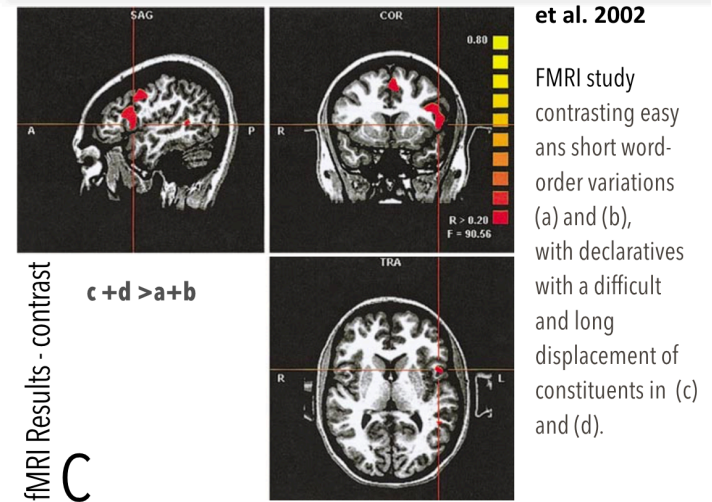 SAG
A
P
COR
0.80
R
R > 0.20
F = 90.56
TRA
R
L
c +d >a+b
fMRI Results - contrast
C
et al. 2002
FMRI study
contrasting easy
ans short word-
order variations
(a) and (b),
with declaratives
with a difficult
and long
displacement of
constituents in (c)
and (d).